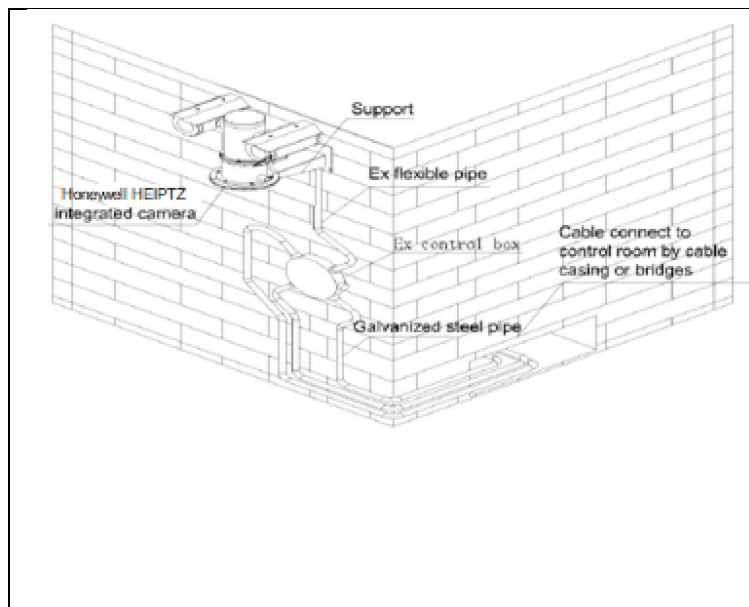 Support
Ex flexible pipe
Honeywell HEIPTZ
integrated camera
Ex control box
Cable connect to
control room by cable
casing or bridges
Galvanized steel pipe